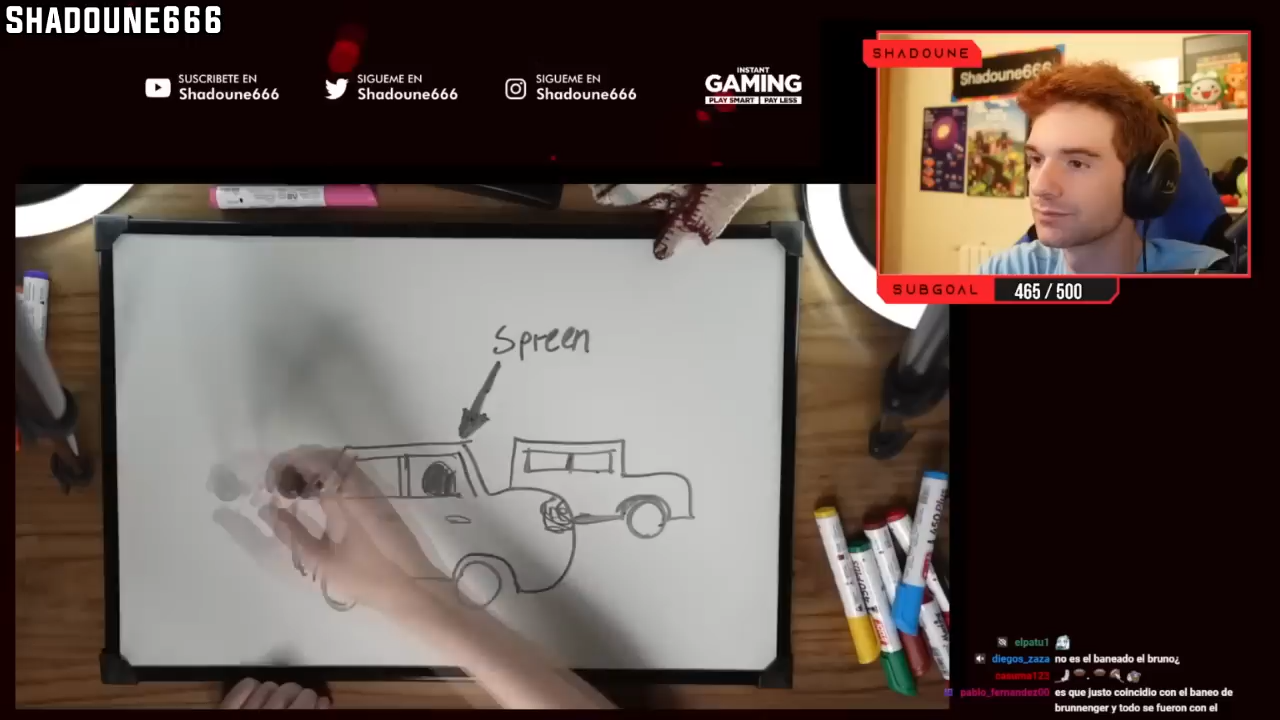 SHADOUNE666
SUSCRIBETE EN
Shadoune666
SIGUEME EN
Shadoune666
SIGUEME EN
Shadoune666
INSTANT
GAMING
PLAY SMART | PAY LESS
SHADOUNE
Shadoune666
SUBGOAL 465 / 500
Spreen
elpatu1
diegos_zaza no es el baneado el bruno¿
pablo_fernandez00 es que justo coincidio con el baneo de
brunnenger y todo se fueron con el